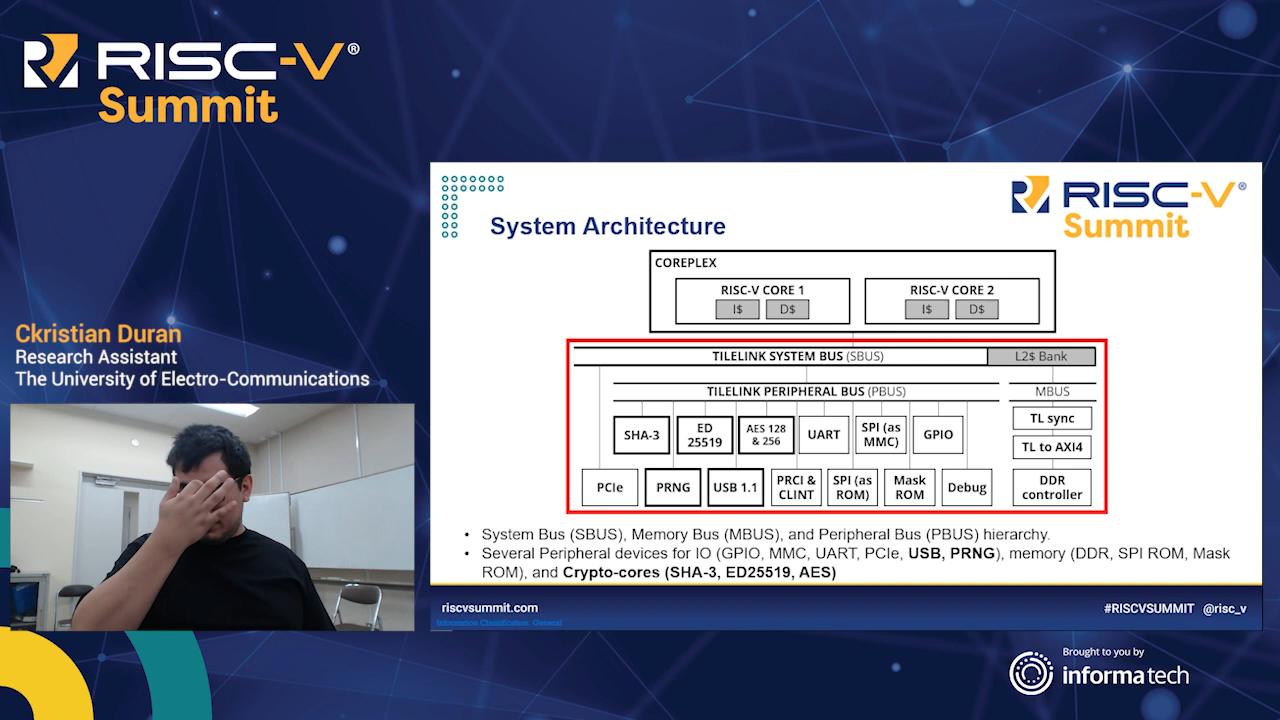 RISC-V®
Summit
Ckristian Duran
Research Assistant
The University of Electro-Communications
RISC-V®
Summit
System Architecture
COREPLEX
RISC-V CORE 1
I$ D$
RISC-V CORE 2
I$ D$
TILELINK SYSTEM BUS (SBUS)
L2$ Bank
TILELINK PERIPHERAL BUS (PBUS)
MBUS
SHA-3
ED
25519
AES 128
& 256
UART
SPI (as
MMC)
GPIO
TL sync
TL to AXI4
PCIe
PRNG
USB 1.1
PRCI &
CLINT
SPI (as
ROM)
Mask
ROM
Debug
DDR
controller
• System Bus (SBUS), Memory Bus (MBUS), and Peripheral Bus (PBUS) hierarchy.
• Several Peripheral devices for IO (GPIO, MMC, UART, PCIe, USB, PRNG), memory (DDR, SPI ROM, Mask
ROM), and Crypto-cores (SHA-3, ED25519, AES)
riscvsummit.com
#RISCVSUMMIT @risc_v
Information Classification: General
Brought to you by
informa tech